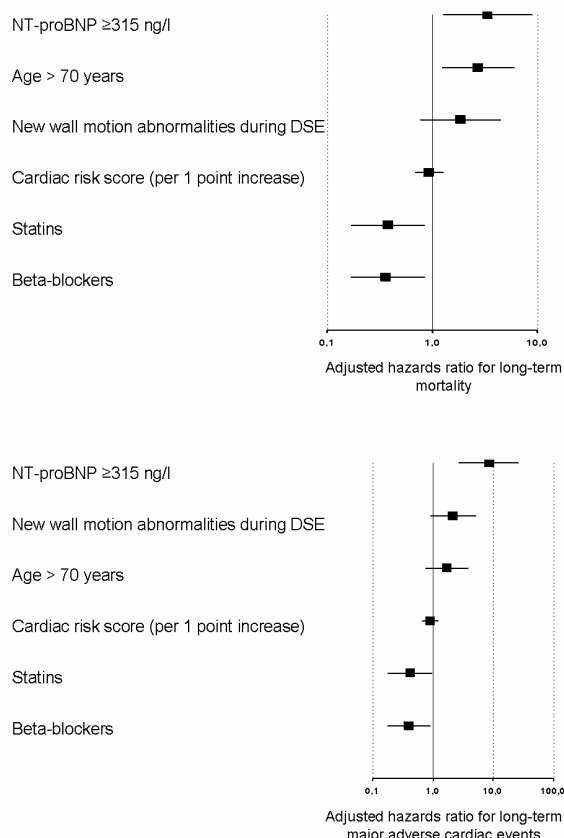 NT-proBNP ≥315 ng/l
Age > 70 years
New wall motion abnormalities during DSE
Cardiac risk score (per 1 point increase)
Statins
Beta-blockers
0,1 1,0 10,0
Adjusted hazards ratio for long-term
mortality
NT-proBNP ≥315 ng/l
New wall motion abnormalities during DSE
Age > 70 years
Cardiac risk score (per 1 point increase)
Statins
Beta-blockers
0,1 1,0 10,0 100,0
Adjusted hazards ratio for long-term
major adverse cardiac events